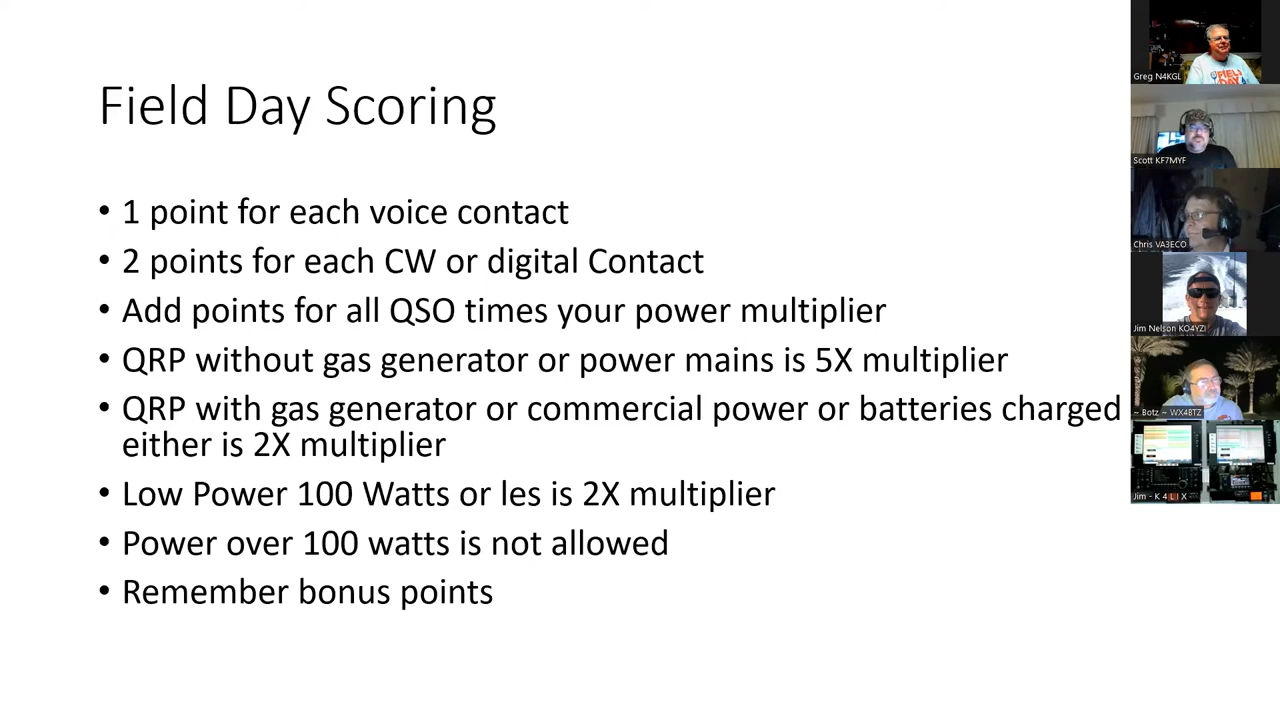 Field Day Scoring
• 1 point for each voice contact
• 2 points for each CW or digital Contact
• Add points for all QSO times your power multiplier
• QRP without gas generator or power mains is 5X multiplier
• QRP with gas generator or commercial power or batteries charged
either is 2X multiplier
• Low Power 100 Watts or les is 2X multiplier
• Power over 100 watts is not allowed
• Remember bonus points
FIELD
DAY
Greg N4KGL
Scott KF7MYF
Chris VA3ECO
Jim Nelson KO4YZI
~ Botz ~ WX4BTZ
Jim - K 4 L I X